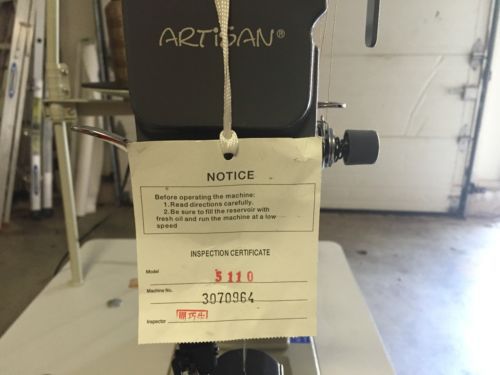 ARTISAN®
NOTICE
Before operating the machine:
1. Read directions carefully.
2. Be sure to fill the reservoir with
fresh oil and run the machine at a low
speed
INSPECTION CERTIFICATE
Model 5110
Machine No. 3070964
Inspector